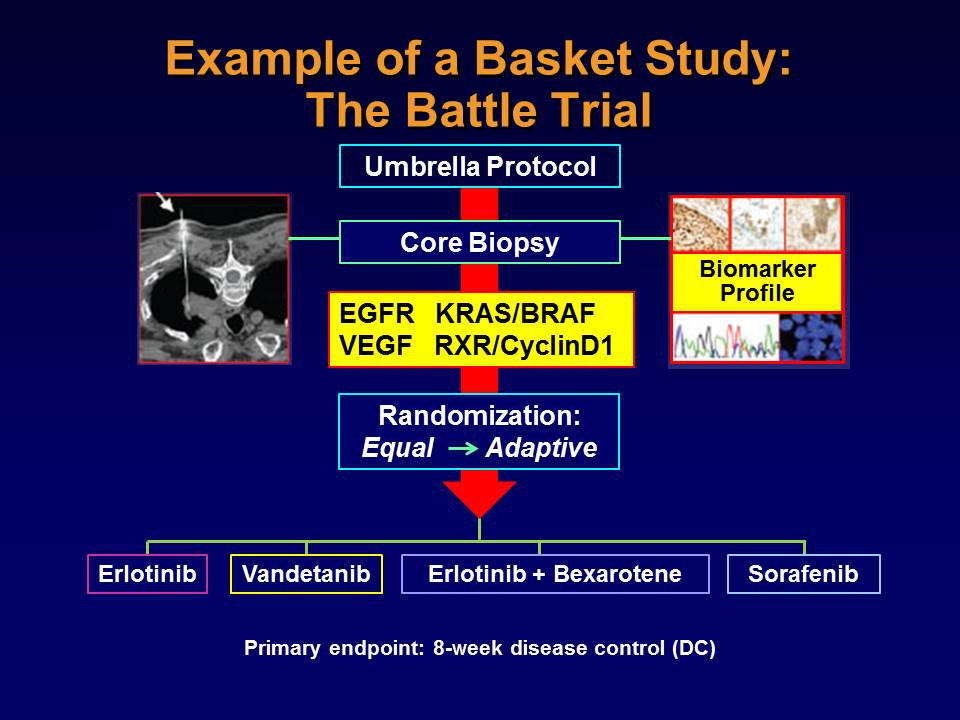 Example of a Basket Study:
The Battle Trial
Umbrella Protocol
Core Biopsy
Biomarker
Profile
EGFR KRAS/BRAF
VEGF RXR/CyclinD1
Randomization:
Equal → Adaptive
Erlotinib
Vandetanib
Erlotinib + Bexarotene
Sorafenib
Primary endpoint: 8-week disease control (DC)